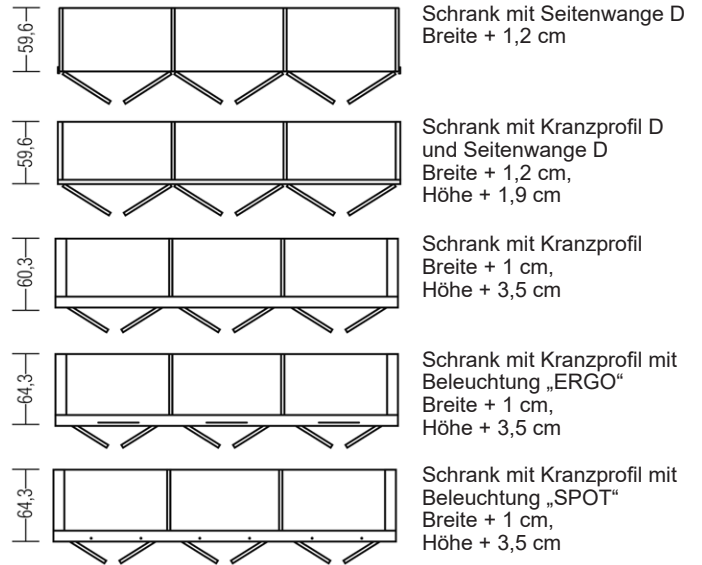 59,6
Schrank mit Seitenwange D
Breite + 1,2 cm
59,6
Schrank mit Kranzprofil D
und Seitenwange D
Breite + 1,2 cm,
Höhe + 1,9 cm
60,3
Schrank mit Kranzprofil
Breite + 1 cm,
Höhe + 3,5 cm
64,3
Schrank mit Kranzprofil mit
Beleuchtung „ERGO“
Breite + 1 cm,
Höhe + 3,5 cm
64,3
Schrank mit Kranzprofil mit
Beleuchtung „SPOT“
Breite + 1 cm,
Höhe + 3,5 cm